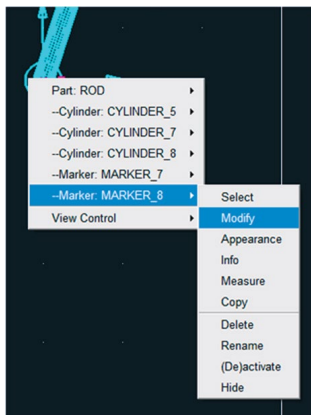 Part: ROD
--Cylinder: CYLINDER_5
--Cylinder: CYLINDER_7
--Cylinder: CYLINDER_8
--Marker: MARKER_7
--Marker: MARKER_8
View Control
Select
Modify
Appearance
Info
Measure
Copy
Delete
Rename
(De)activate
Hide